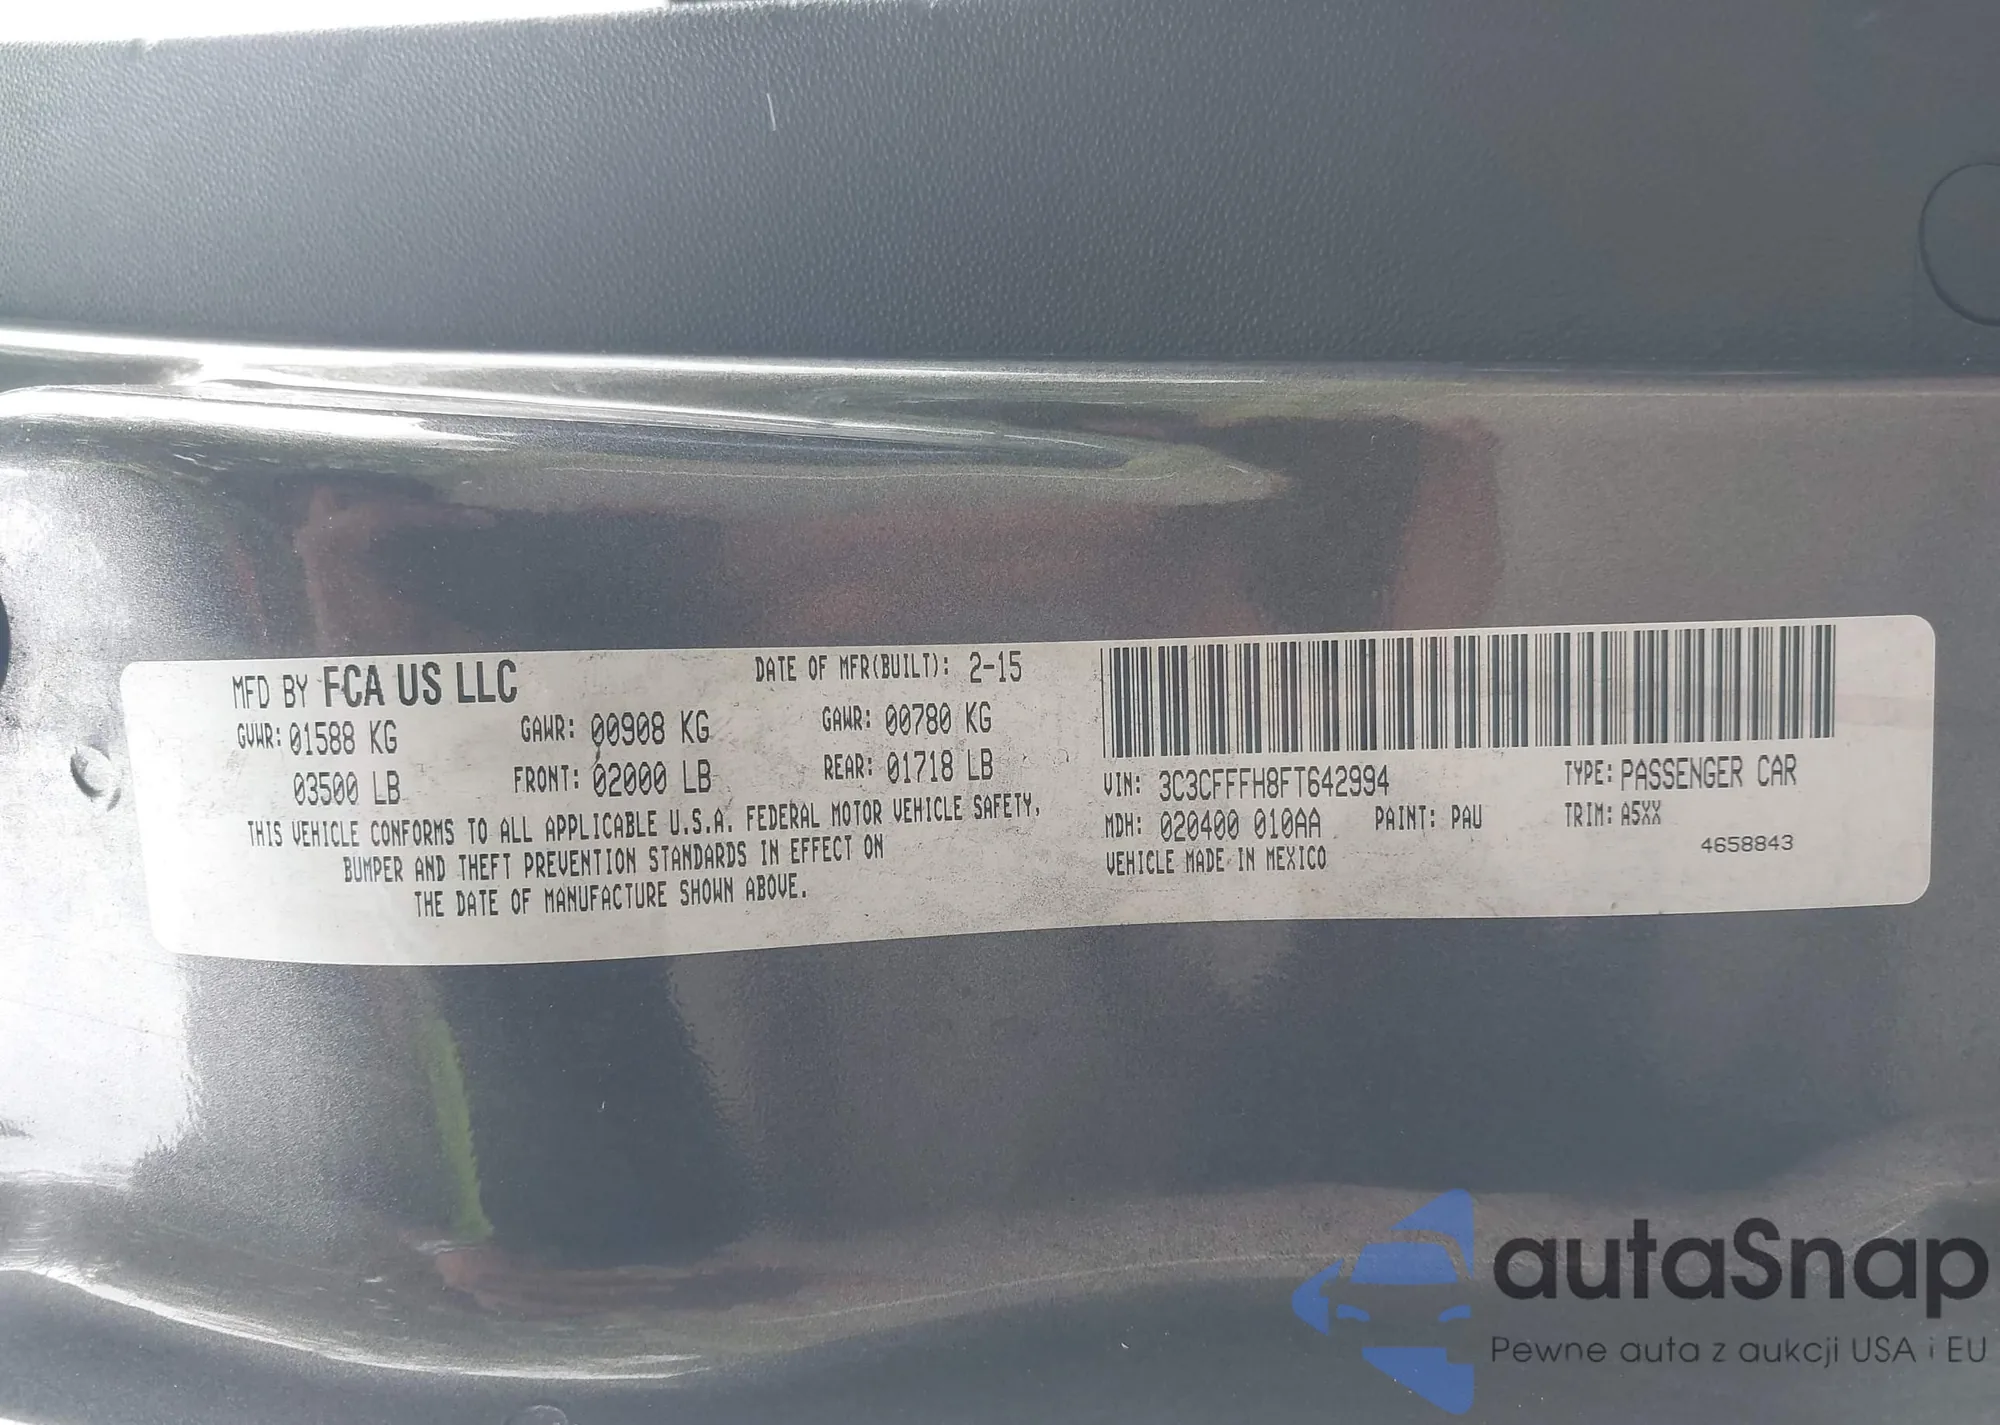 MFD BY FCA US LLC DATE OF MFR(BUILT): 2-15
GVWR: 01588 KG GAWR: 00908 KG GAWR: 00780 KG
03500 LB FRONT: 02000 LB REAR: 01718 LB
THIS VEHICLE CONFORMS TO ALL APPLICABLE U.S.A. FEDERAL MOTOR VEHICLE SAFETY,
BUMPER AND THEFT PREVENTION STANDARDS IN EFFECT ON
THE DATE OF MANUFACTURE SHOWN ABOVE.
VIN: 3C3CFFFH8FT642994 TYPE: PASSENGER CAR
MDH: 020400 010AA PAINT: PAU TRIM: A5XX
VEHICLE MADE IN MEXICO 4658843
autaSnap
Pewne auta z aukcji USA i EU